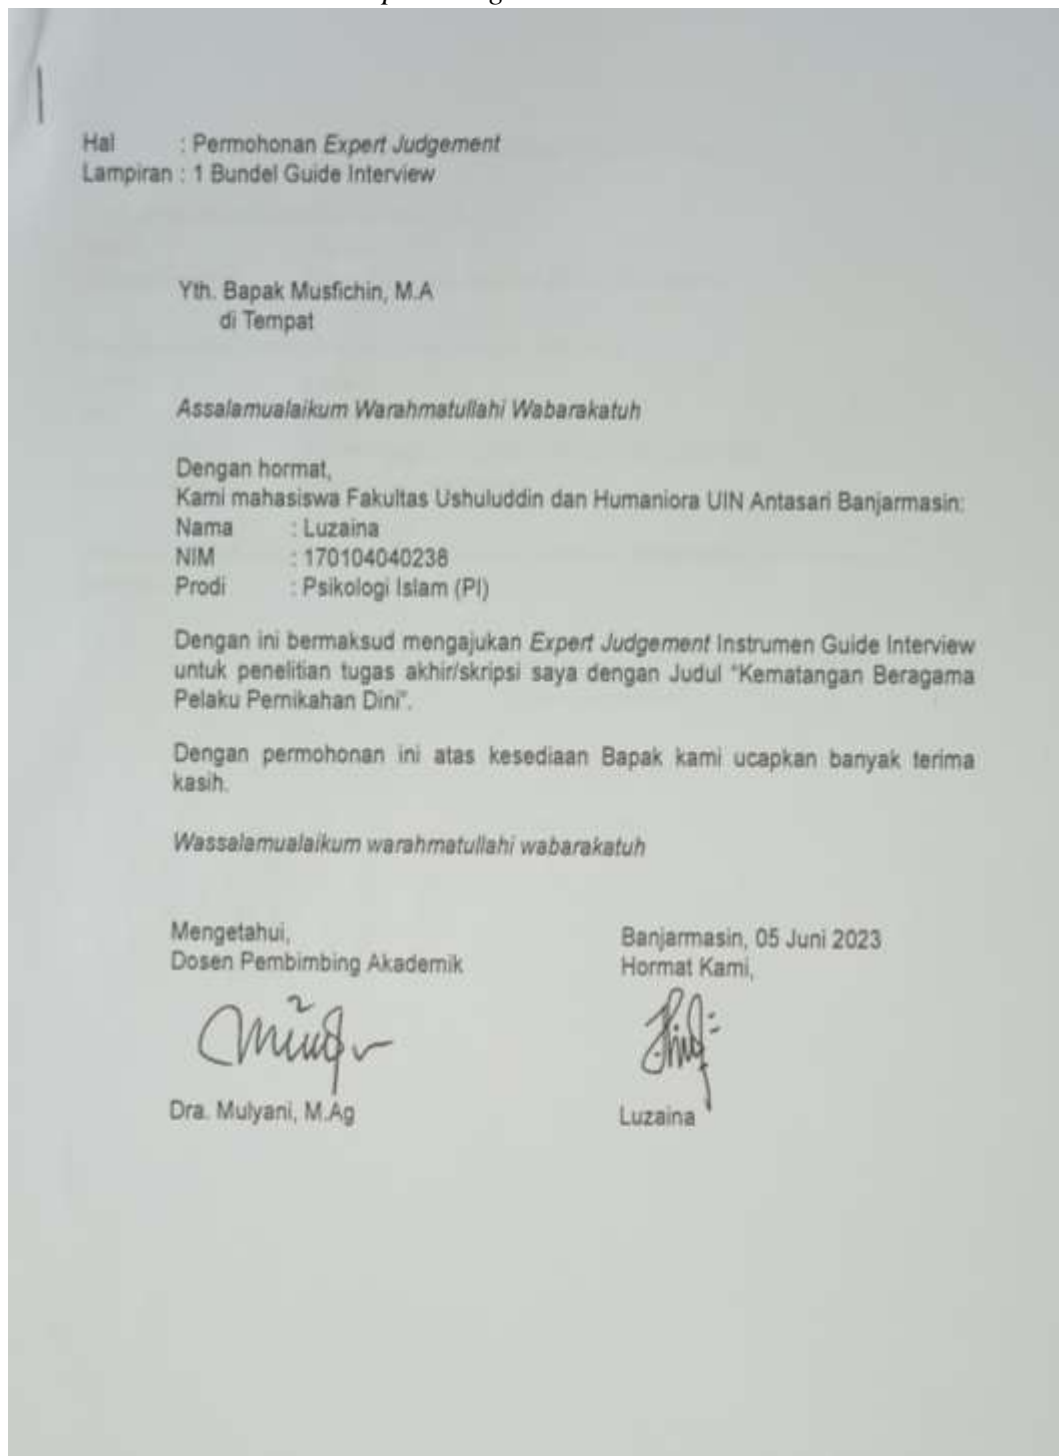 Hal : Permohonan Expert Judgement
Lampiran : 1 Bundel Guide Interview
Yth. Bapak Musfichin, M.A
di Tempat
Assalamualaikum Warahmatullahi Wabarakatuh
Dengan hormat,
Kami mahasiswa Fakultas Ushuluddin dan Humaniora UIN Antasari Banjarmasin:
Nama : Luzaina
NIM : 170104040238
Prodi : Psikologi Islam (PI)
Dengan ini bermaksud mengajukan Expert Judgement Instrumen Guide Interview
untuk penelitian tugas akhir/skripsi saya dengan Judul "Kematangan Beragama
Pelaku Pernikahan Dini".
Dengan permohonan ini atas kesediaan Bapak kami ucapkan banyak terima
kasih.
Wassalamualaikum warahmatullahi wabarakatuh
Mengetahui,
Dosen Pembimbing Akademik
Dra. Mulyani, M.Ag
Banjarmasin, 05 Juni 2023
Hormat Kami,
Luzaina